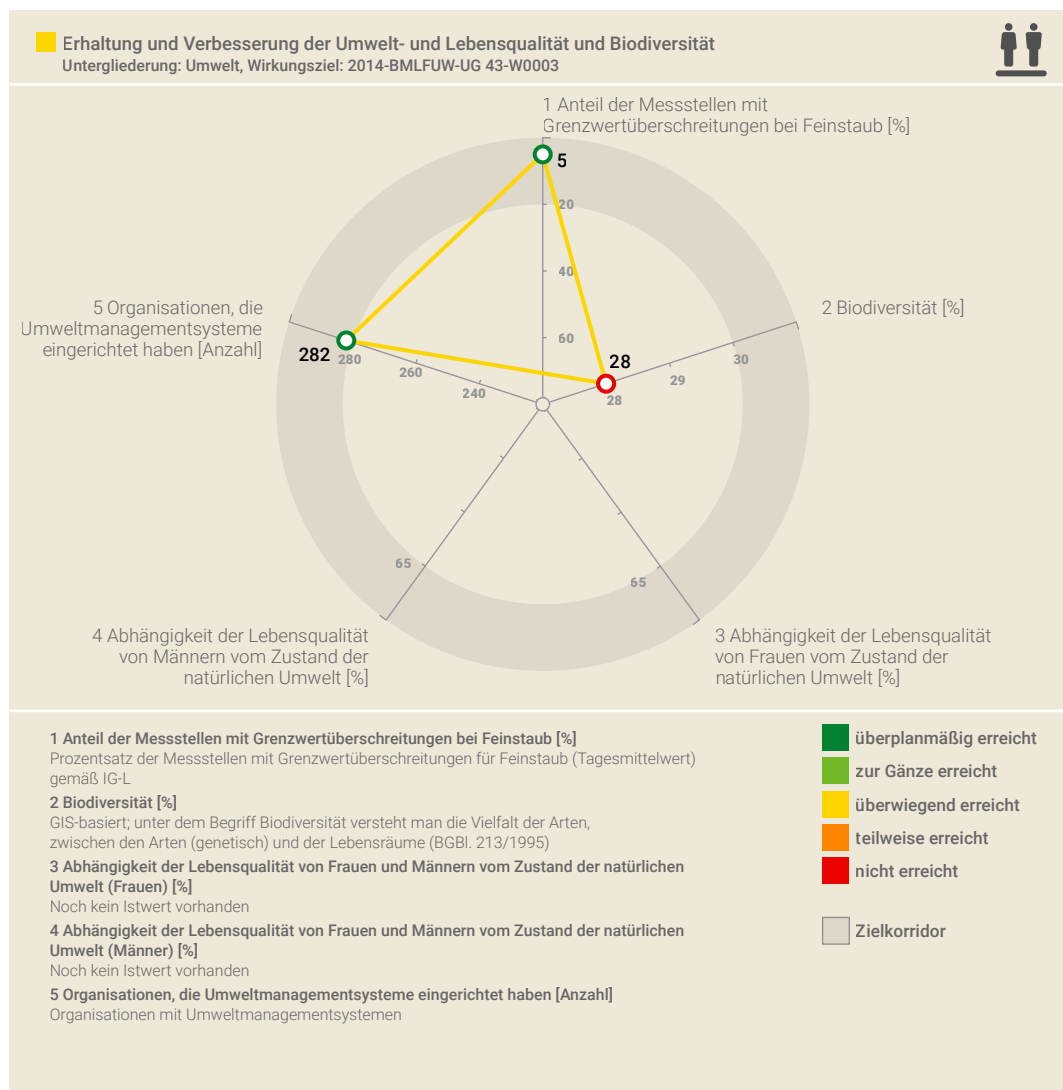 Erhaltung und Verbesserung der Umwelt- und Lebensqualität und Biodiversität
Untergliederung: Umwelt, Wirkungsziel: 2014-BMLFUW-UG 43-W0003
1 Anteil der Messstellen mit
Grenzwertüberschreitungen bei Feinstaub [%]
5
20
40
60
2 Biodiversität [%]
28
28
29
30
5 Organisationen, die
Umweltmanagementsysteme
eingerichtet haben [Anzahl]
282
280
260
240
65
65
4 Abhängigkeit der Lebensqualität
von Männern vom Zustand der
natürlichen Umwelt [%]
3 Abhängigkeit der Lebensqualität
von Frauen vom Zustand der
natürlichen Umwelt [%]
1 Anteil der Messstellen mit Grenzwertüberschreitungen bei Feinstaub [%]
Prozentsatz der Messstellen mit Grenzwertüberschreitungen für Feinstaub (Tagesmittelwert)
gemäß IG-L
2 Biodiversität [%]
GIS-basiert; unter dem Begriff Biodiversität versteht man die Vielfalt der Arten,
zwischen den Arten (genetisch) und der Lebensräume (BGBl. 213/1995)
3 Abhängigkeit der Lebensqualität von Frauen und Männern vom Zustand der natürlichen
Umwelt (Frauen) [%]
Noch kein Istwert vorhanden
4 Abhängigkeit der Lebensqualität von Frauen und Männern vom Zustand der natürlichen
Umwelt (Männer) [%]
Noch kein Istwert vorhanden
5 Organisationen, die Umweltmanagementsysteme eingerichtet haben [Anzahl]
Organisationen mit Umweltmanagementsystemen
überplanmäßig erreicht
zur Gänze erreicht
überwiegend erreicht
teilweise erreicht
nicht erreicht
Zielkorridor